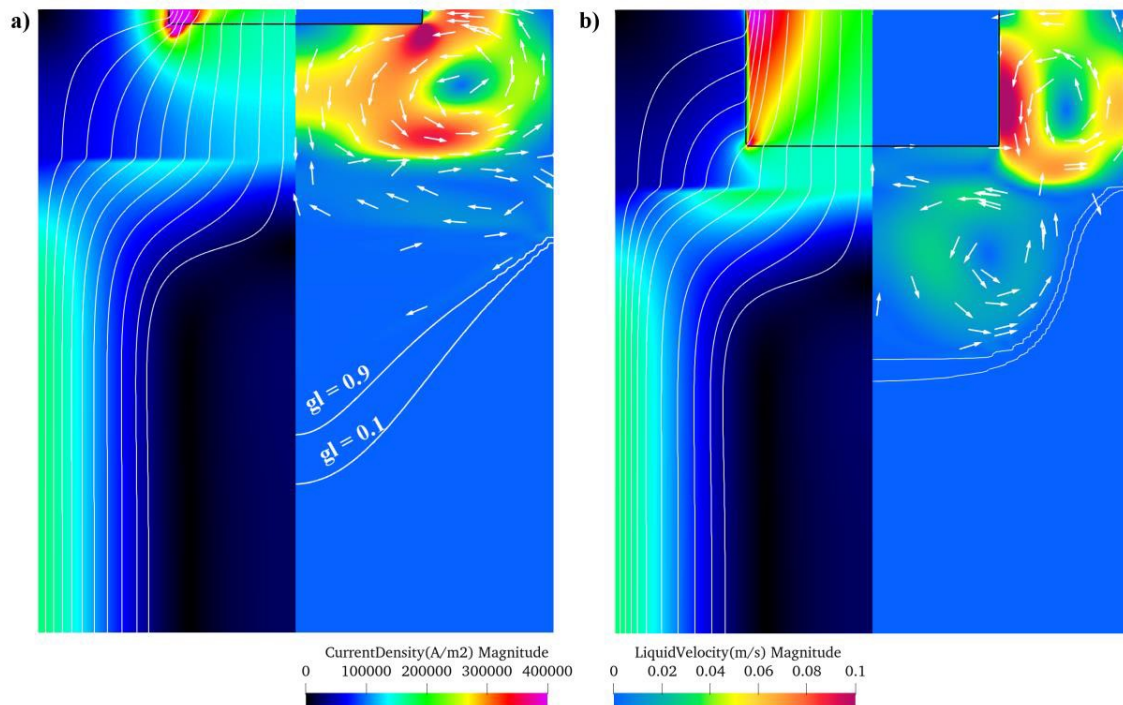 a)
b)
gl = 0.9
gl = 0.1
CurrentDensity(A/m2) Magnitude
0 100000 200000 300000 400000
LiquidVelocity(m/s) Magnitude
0 0.02 0.04 0.06 0.08 0.1